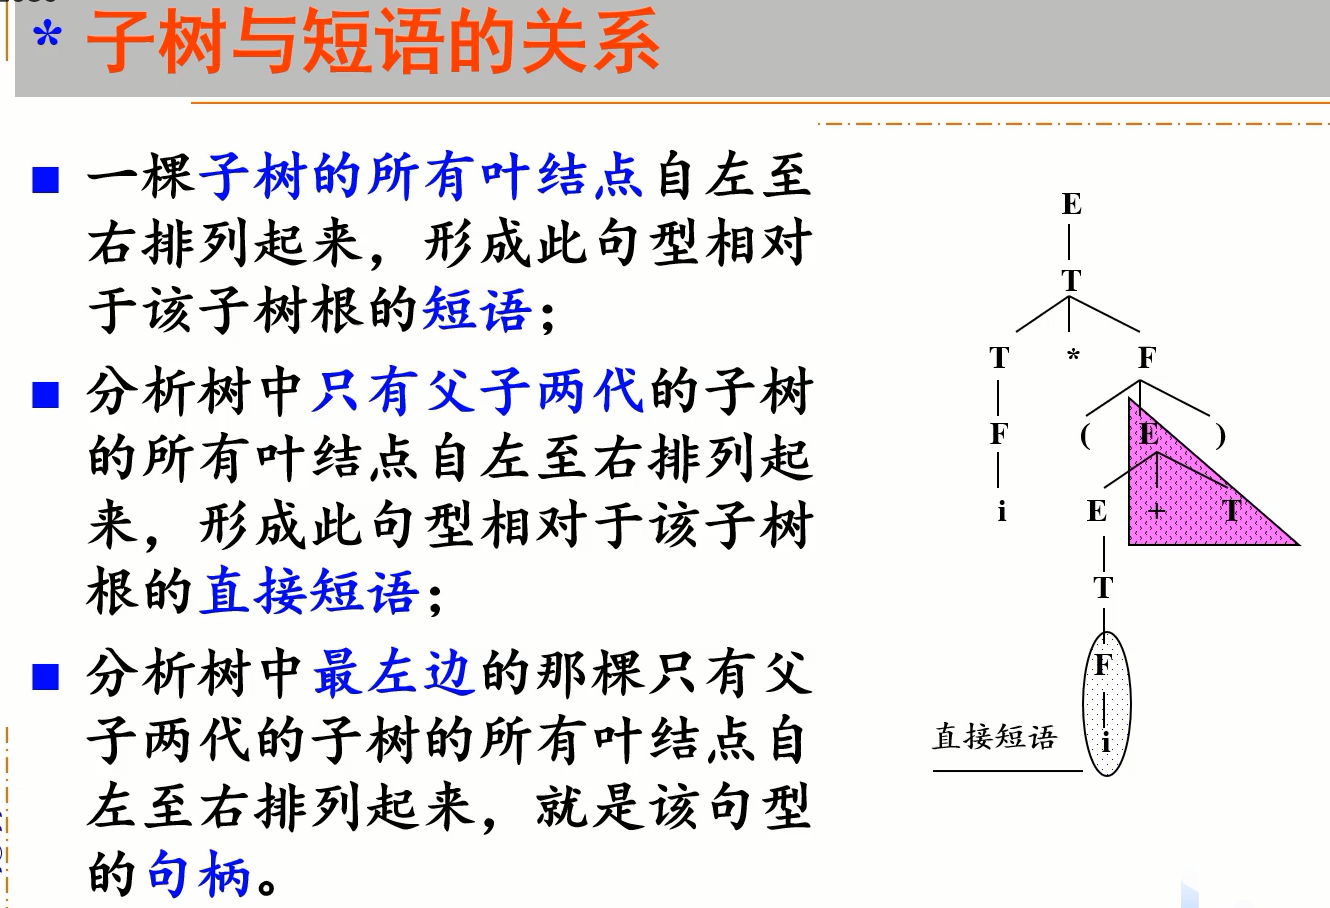 * 子树与短语的关系
■ 一棵子树的所有叶结点自左至
右排列起来，形成此句型相对
于该子树根的短语；
■ 分析树中只有父子两代的子树
的所有叶结点自左至右排列起
来，形成此句型相对于该子树
根的直接短语；
■ 分析树中最左边的那棵只有父
子两代的子树的所有叶结点自
左至右排列起来，就是该句型
的句柄。
E
T
T * F
F ( E )
i E + T
T
F
直接短语
i